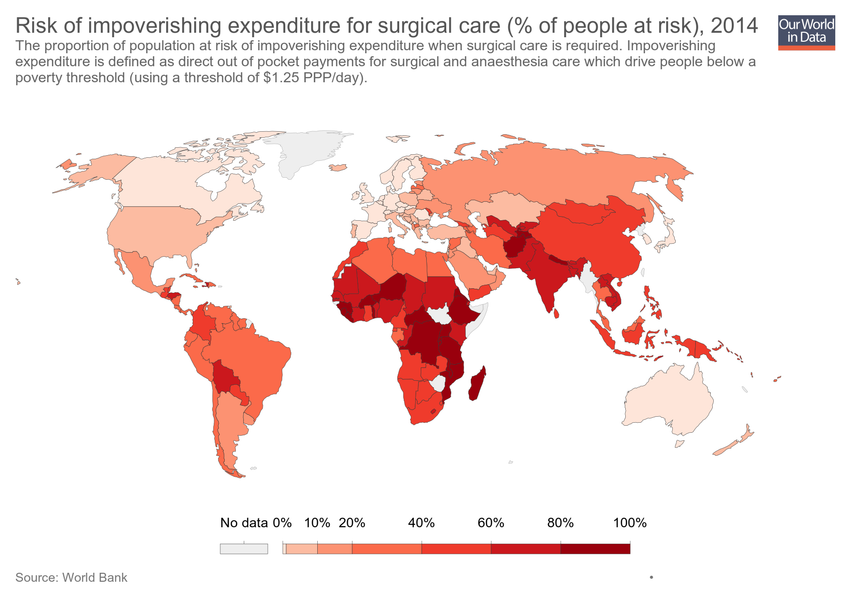 Risk of impoverishing expenditure for surgical care (% of people at risk), 2014
Our World
in Data
The proportion of population at risk of impoverishing expenditure when surgical care is required. Impoverishing
expenditure is defined as direct out of pocket payments for surgical and anaesthesia care which drive people below a
poverty threshold (using a threshold of $1.25 PPP/day).
No data 0% 10% 20% 40% 60% 80% 100%
Source: World Bank